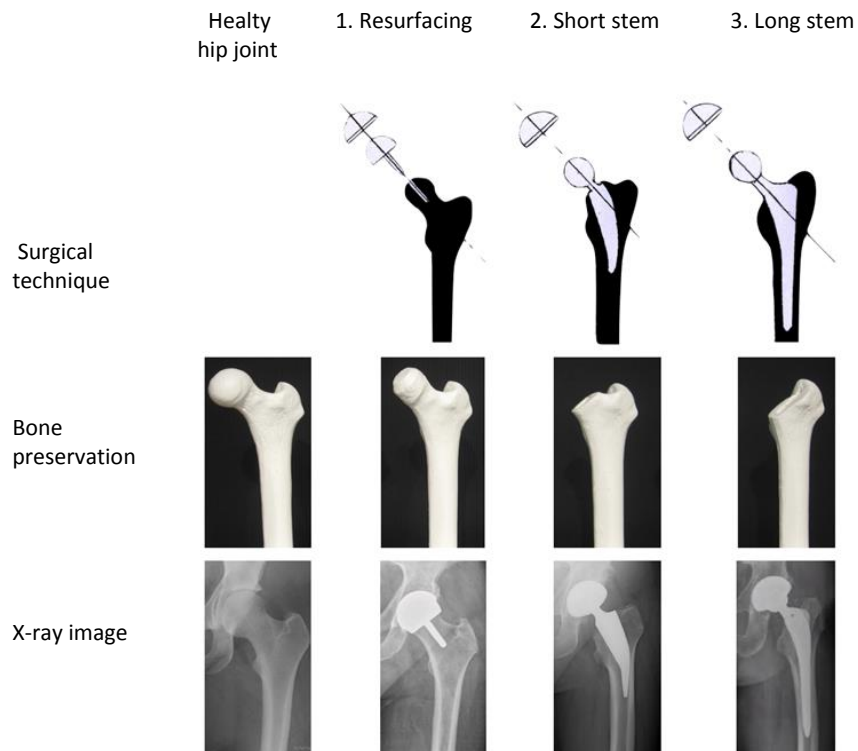 Healty
hip joint
1. Resurfacing
2. Short stem
3. Long stem
Surgical
technique
Bone
preservation
X-ray image